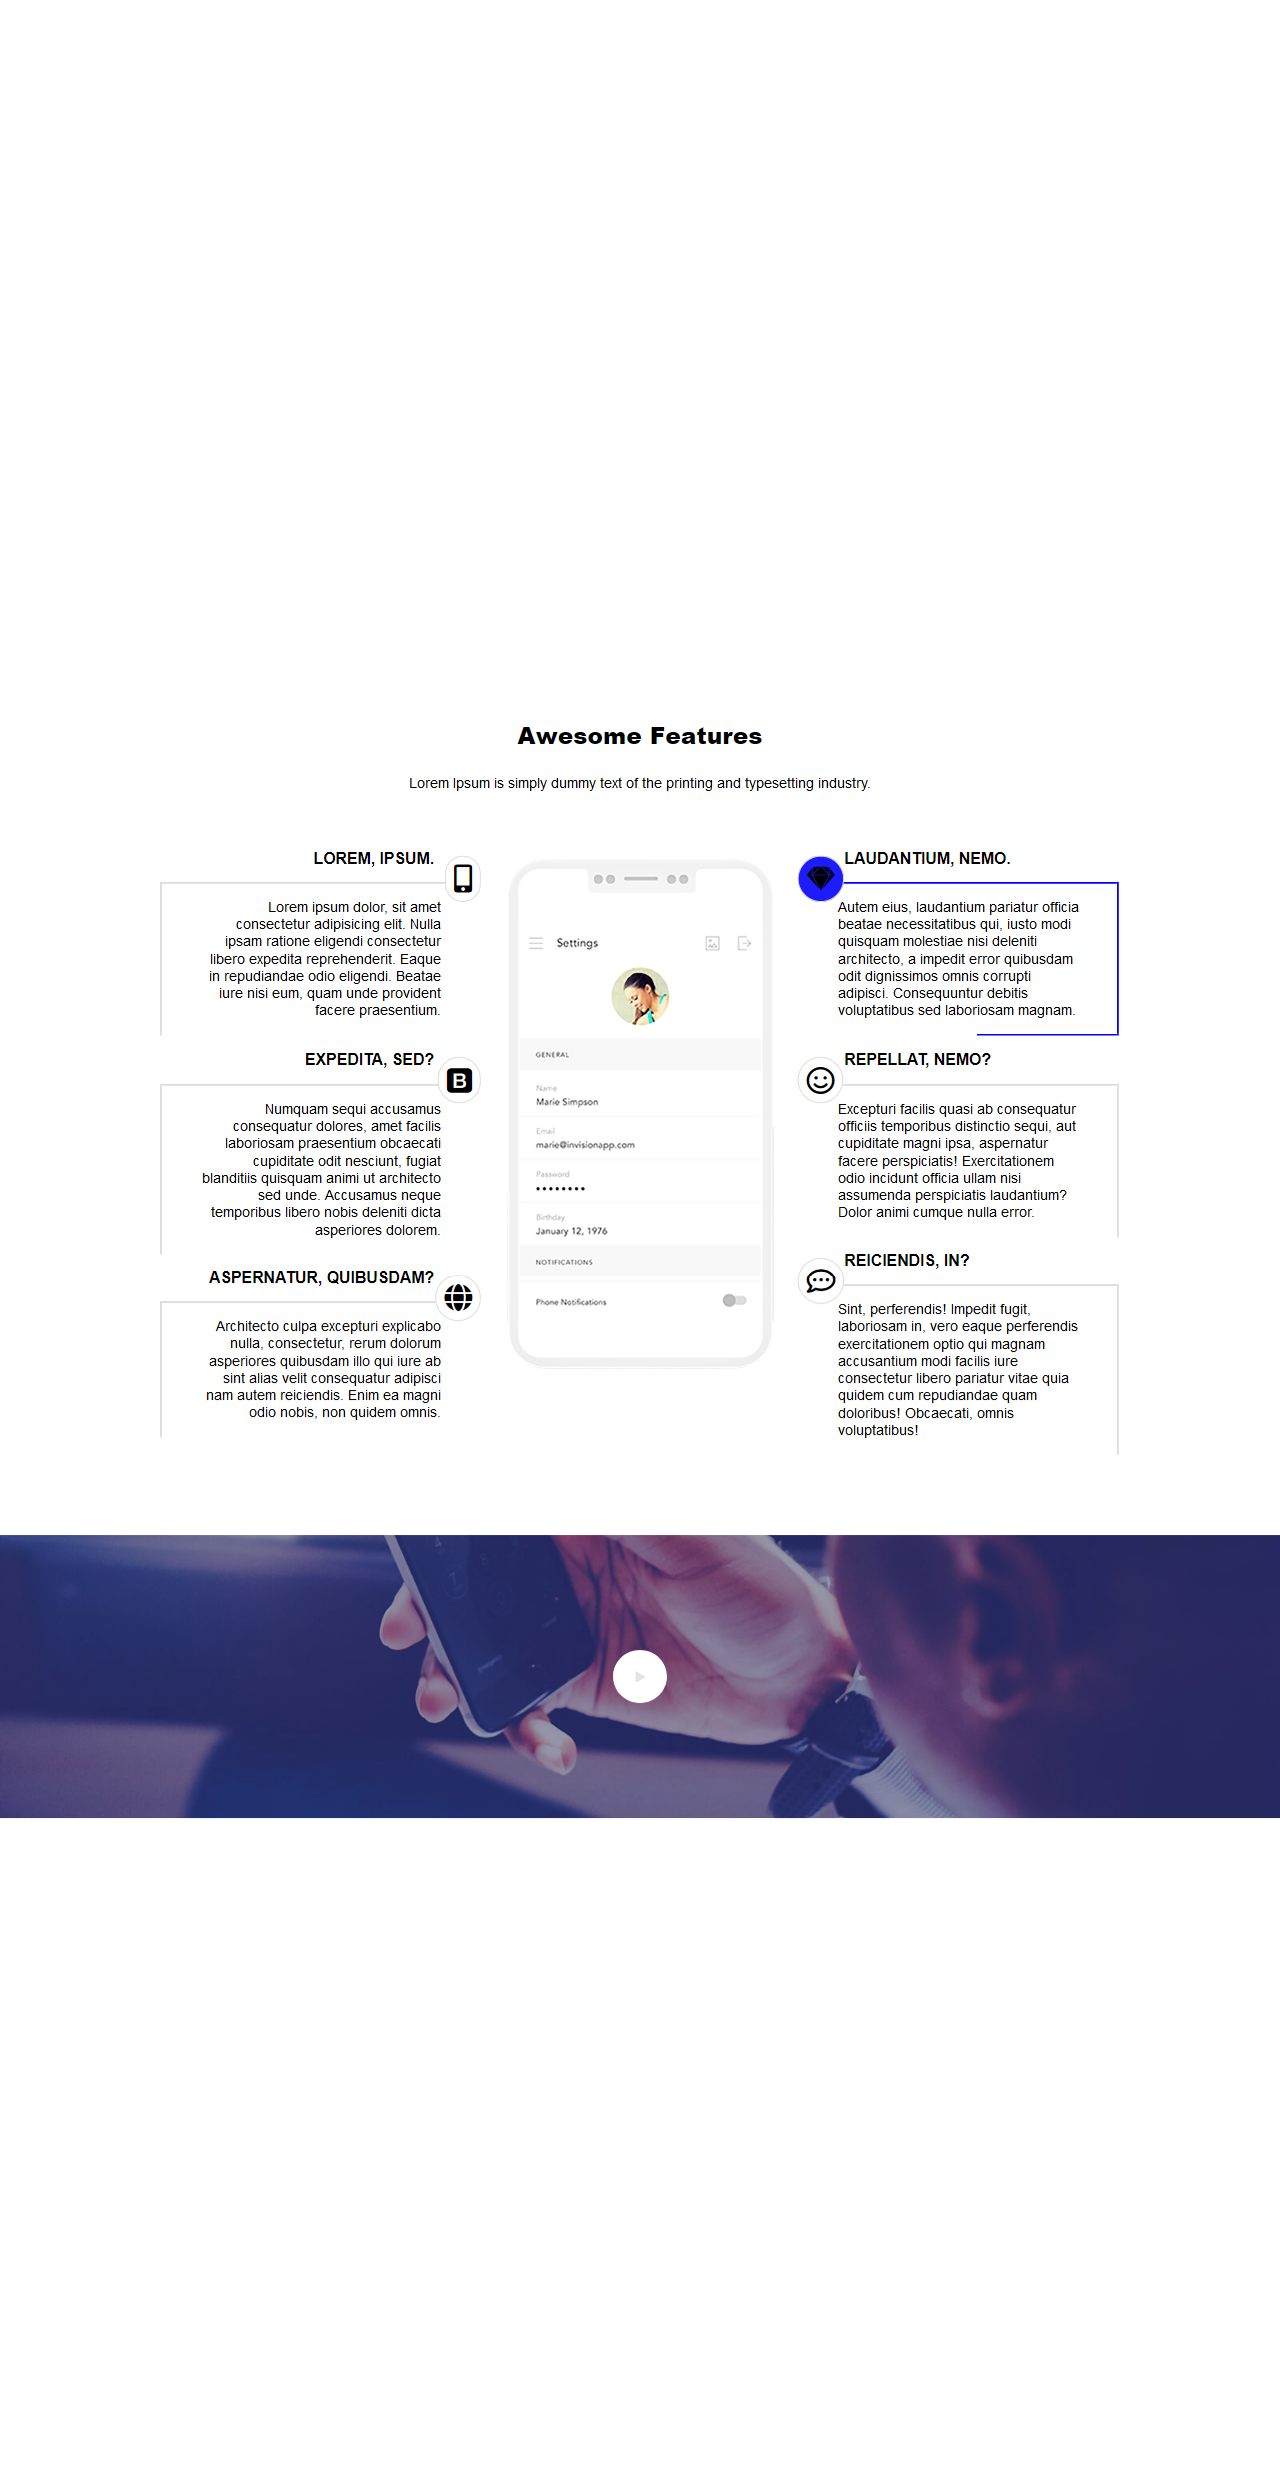 Awesome Features
Lorem Ipsum is simply dummy text of the printing and typesetting industry.
LOREM, IPSUM.
Lorem ipsum dolor, sit amet
consectetur adipisicing elit. Nulla
ipsam ratione eligendi consectetur
libero expedita reprehenderit. Eaque
in repudiandae odio eligendi. Beatae
iure nisi eum, quam unde provident
facere praesentium.
EXPEDITA, SED?
B
Numquam sequi accusamus
consequatur dolores, amet facilis
laboriosam praesentium obcaecati
cupiditate odit nesciunt, fugiat
blanditiis quisquam animi ut architecto
sed unde. Accusamus neque
temporibus libero nobis deleniti dicta
asperiores dolorem.
ASPERNATUR, QUIBUSDAM?
Architecto culpa excepturi explicabo
nulla, consectetur, rerum dolorum
asperiores quibusdam illo qui iure ab
sint alias velit consequatur adipisci
nam autem reiciendis. Enim ea magni
odio nobis, non quidem omnis.
Settings
GENERAL
Name
Marie Simpson
Email
marie@invisionapp.com
Password
••••••••
Birthday
January 12, 1976
NOTIFICATIONS
Phone Notifications
LAUDANTIUM, NEMO.
Autem eius, laudantium pariatur officia
beatae necessitatibus qui, iusto modi
quisquam molestiae nisi deleniti
architecto, a impedit error quibusdam
odit dignissimos omnis corrupti
adipisci. Consequuntur debitis
voluptatibus sed laboriosam magnam.
REPELLAT, NEMO?
Excepturi facilis quasi ab consequatur
officiis temporibus distinctio sequi, aut
cupiditate magni ipsa, aspernatur
facere perspiciatis! Exercitationem
odio incidunt officia ullam nisi
assumenda perspiciatis laudantium?
Dolor animi cumque nulla error.
REICIENDIS, IN?
Sint, perferendis! Impedit fugit,
laboriosam in, vero eaque perferendis
exercitationem optio qui magnam
accusantium modi facilis iure
consectetur libero pariatur vitae quia
quidem cum repudiandae quam
doloribus! Obcaecati, omnis
voluptatibus!